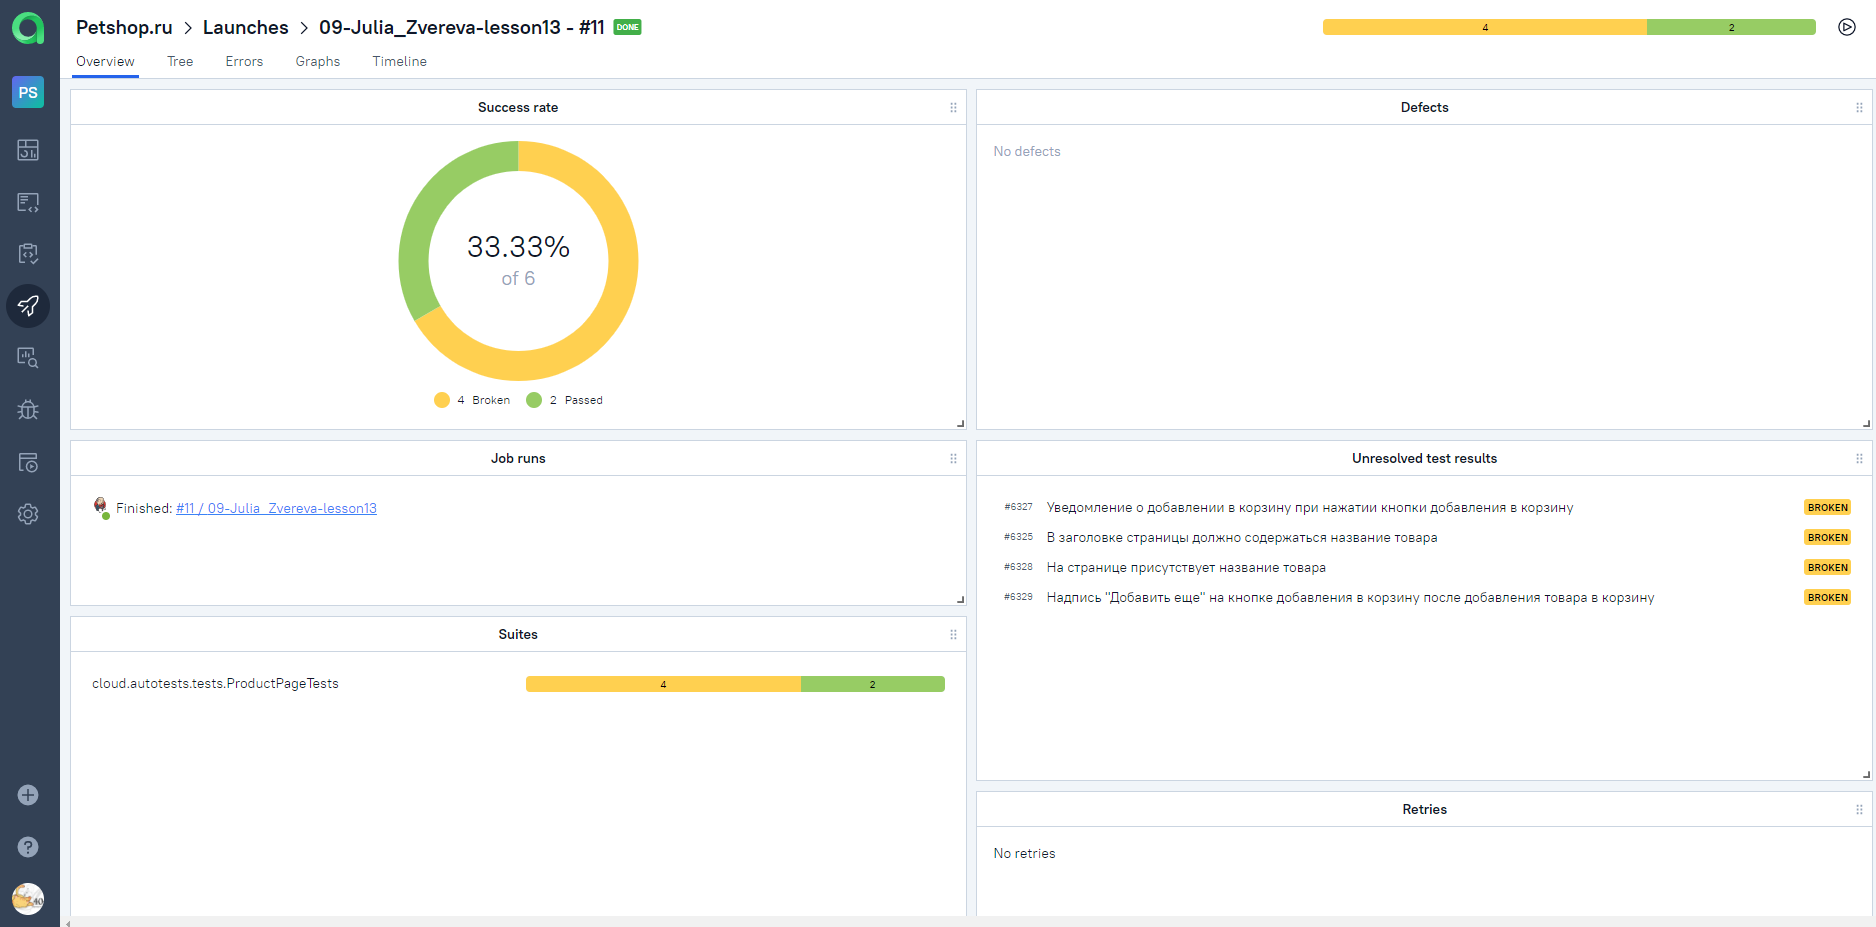 Petshop.ru > Launches > 09-Julia_Zvereva-lesson13 - #11 DONE
4 2
PS
Overview Tree Errors Graphs Timeline
Success rate
33.33%
of 6
4 Broken 2 Passed
Defects
No defects
Job runs
Finished: #11 / 09-Julia_Zvereva-lesson13
Unresolved test results
#6327 Уведомление о добавлении в корзину при нажатии кнопки добавления в корзину BROKEN
#6325 В заголовке страницы должно содержаться название товара BROKEN
#6328 На странице присутствует название товара BROKEN
#6329 Надпись "Добавить еще" на кнопке добавления в корзину после добавления товара в корзину BROKEN
Suites
cloud.autotests.tests.ProductPageTests 4 2
Retries
No retries
40